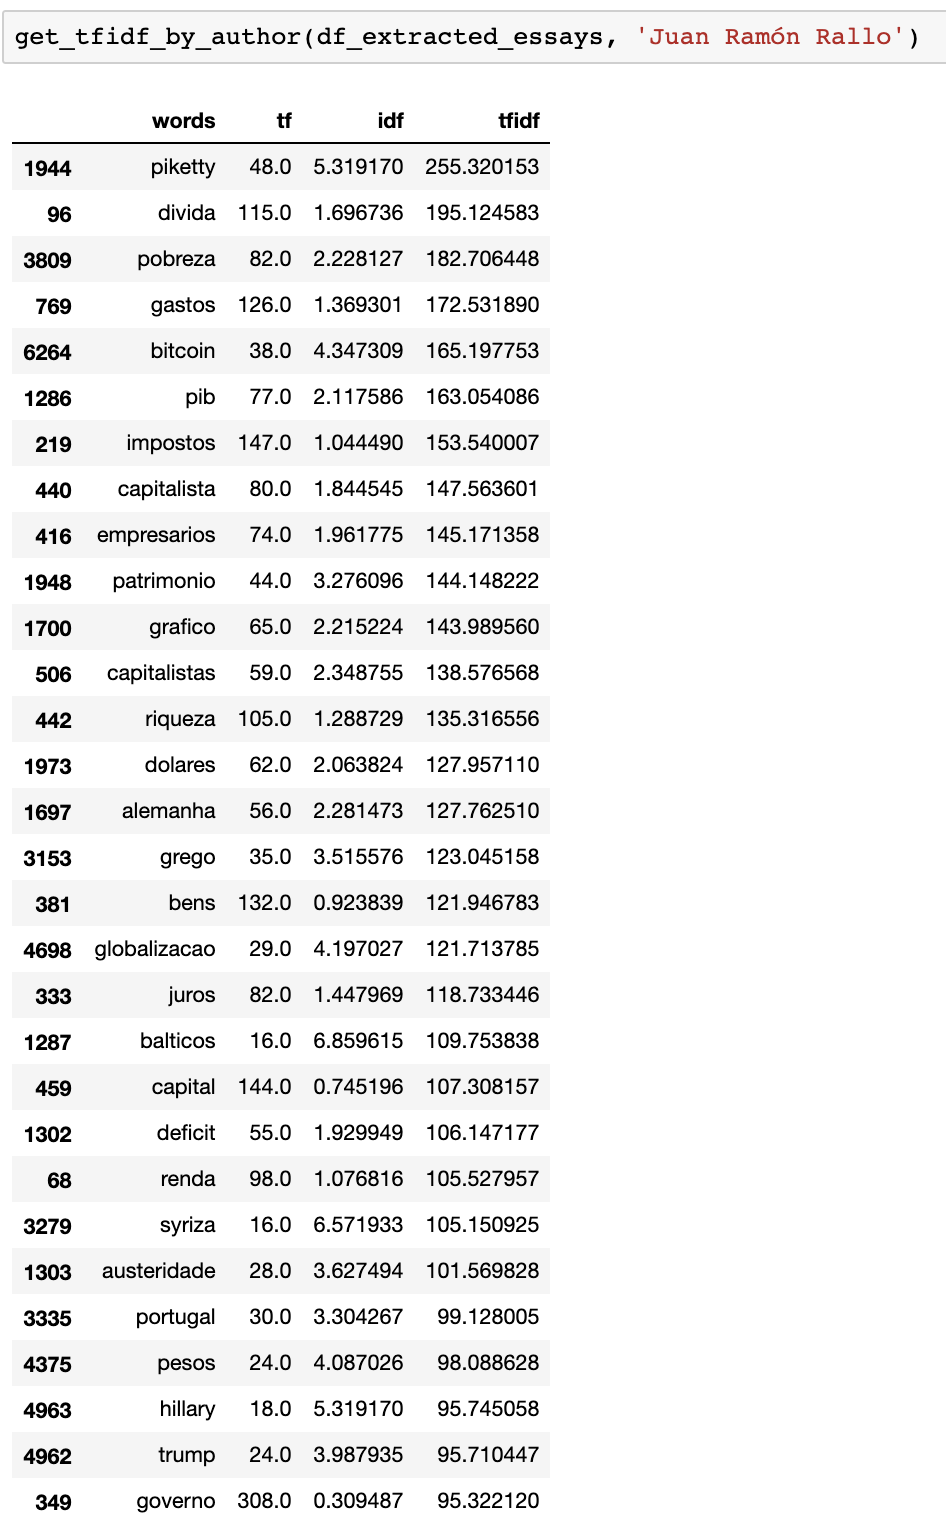 get_tfidf_by_author(df_extracted_essays, 'Juan Ramón Rallo')
words tf idf tfidf
1944 piketty 48.0 5.319170 255.320153
96 divida 115.0 1.696736 195.124583
3809 pobreza 82.0 2.228127 182.706448
769 gastos 126.0 1.369301 172.531890
6264 bitcoin 38.0 4.347309 165.197753
1286 pib 77.0 2.117586 163.054086
219 impostos 147.0 1.044490 153.540007
440 capitalista 80.0 1.844545 147.563601
416 empresarios 74.0 1.961775 145.171358
1948 patrimonio 44.0 3.276096 144.148222
1700 grafico 65.0 2.215224 143.989560
506 capitalistas 59.0 2.348755 138.576568
442 riqueza 105.0 1.288729 135.316556
1973 dolares 62.0 2.063824 127.957110
1697 alemanha 56.0 2.281473 127.762510
3153 grego 35.0 3.515576 123.045158
381 bens 132.0 0.923839 121.946783
4698 globalizacao 29.0 4.197027 121.713785
333 juros 82.0 1.447969 118.733446
1287 balticos 16.0 6.859615 109.753838
459 capital 144.0 0.745196 107.308157
1302 deficit 55.0 1.929949 106.147177
68 renda 98.0 1.076816 105.527957
3279 syriza 16.0 6.571933 105.150925
1303 austeridade 28.0 3.627494 101.569828
3335 portugal 30.0 3.304267 99.128005
4375 pesos 24.0 4.087026 98.088628
4963 hillary 18.0 5.319170 95.745058
4962 trump 24.0 3.987935 95.710447
349 governo 308.0 0.309487 95.322120